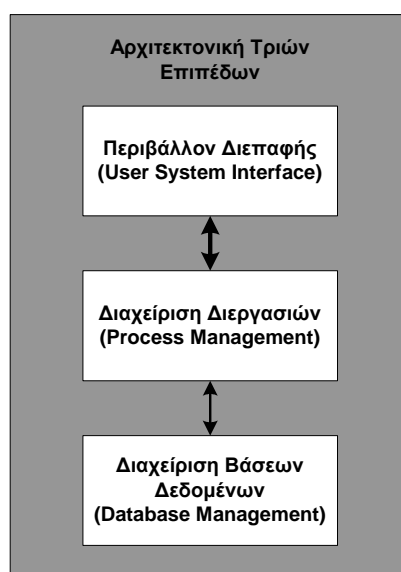 Αρχιτεκτονική Τριών
Επιπέδων
Περιβάλλον Διεπαφής
(User System Interface)
Διαχείριση Διεργασιών
(Process Management)
Διαχείριση Βάσεων
Δεδομένων
(Database Management)